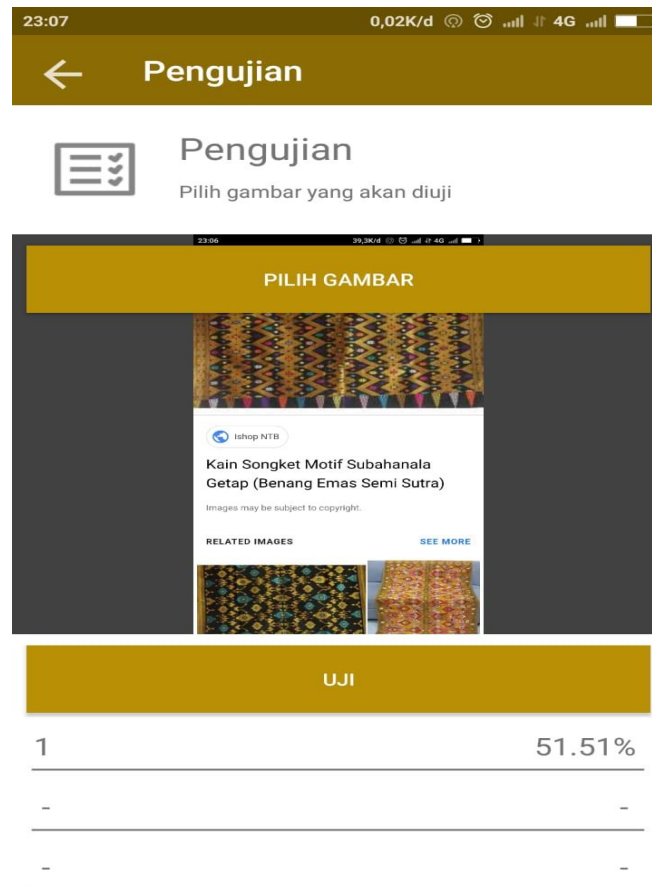 23:07 0,02K/d 4G
Pengujian
Pengujian
Pilih gambar yang akan diuji
23:06 39,3K/d 4G
PILIH GAMBAR
Ishop NTB
Kain Songket Motif Subahanala
Getap (Benang Emas Semi Sutra)
Images may be subject to copyright.
RELATED IMAGES SEE MORE
UJI
1 51.51%
- -
- -